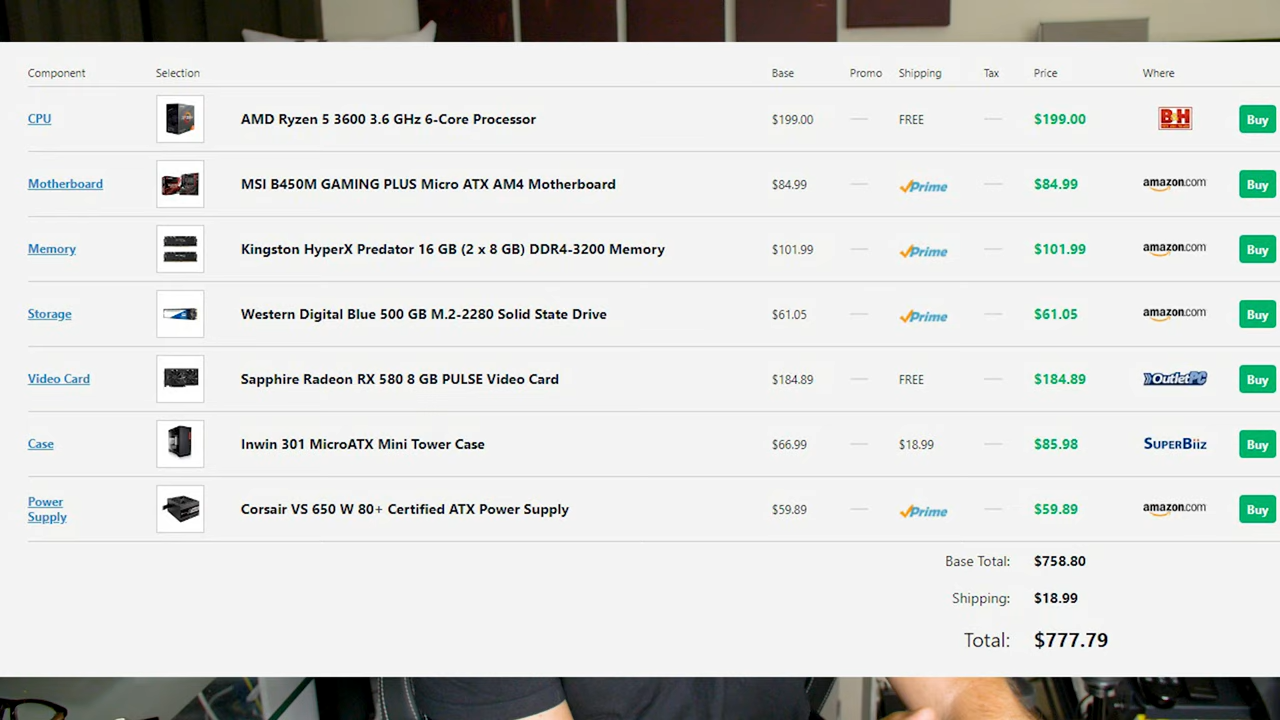 Component Selection Base Promo Shipping Tax Price Where
CPU AMD Ryzen 5 3600 3.6 GHz 6-Core Processor $199.00 — FREE — $199.00 B&H Buy
Motherboard MSI B450M GAMING PLUS Micro ATX AM4 Motherboard $84.99 — Prime — $84.99 amazon.com Buy
Memory Kingston HyperX Predator 16 GB (2 x 8 GB) DDR4-3200 Memory $101.99 — Prime — $101.99 amazon.com Buy
Storage Western Digital Blue 500 GB M.2-2280 Solid State Drive $61.05 — Prime — $61.05 amazon.com Buy
Video Card Sapphire Radeon RX 580 8 GB PULSE Video Card $184.89 — FREE — $184.89 OutletPC Buy
Case Inwin 301 MicroATX Mini Tower Case $66.99 — $18.99 — $85.98 SUPERBIIZ Buy
Power
Supply Corsair VS 650 W 80+ Certified ATX Power Supply $59.89 — Prime — $59.89 amazon.com Buy
Base Total: $758.80
Shipping: $18.99
Total: $777.79